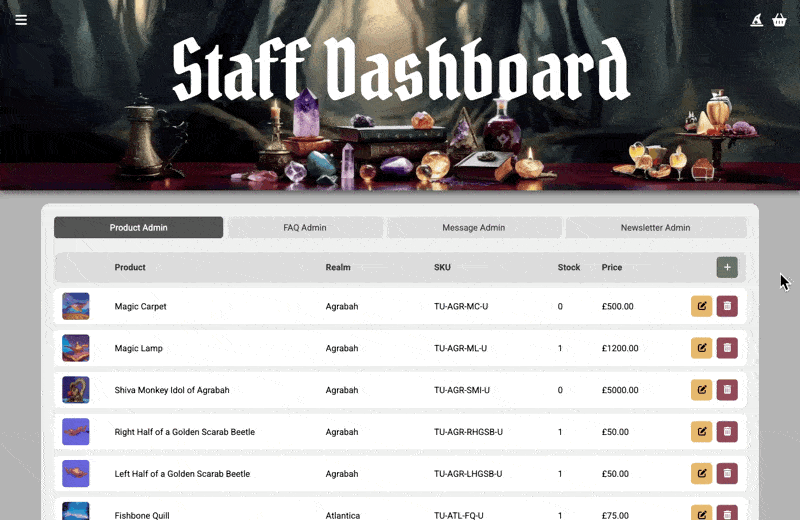 Staff Dashboard
Product Admin FAQ Admin Message Admin Newsletter Admin
Product Realm SKU Stock Price +
Magic Carpet Agrabah TU-AGR-MC-U 0 £500.00
Magic Lamp Agrabah TU-AGR-ML-U 1 £1200.00
Shiva Monkey Idol of Agrabah Agrabah TU-AGR-SMI-U 0 £5000.00
Right Half of a Golden Scarab Beetle Agrabah TU-AGR-RHGSB-U 1 £50.00
Left Half of a Golden Scarab Beetle Agrabah TU-AGR-LHGSB-U 1 £50.00
Fishbone Quill Atlantica TU-ATL-FQ-U 1 £75.00